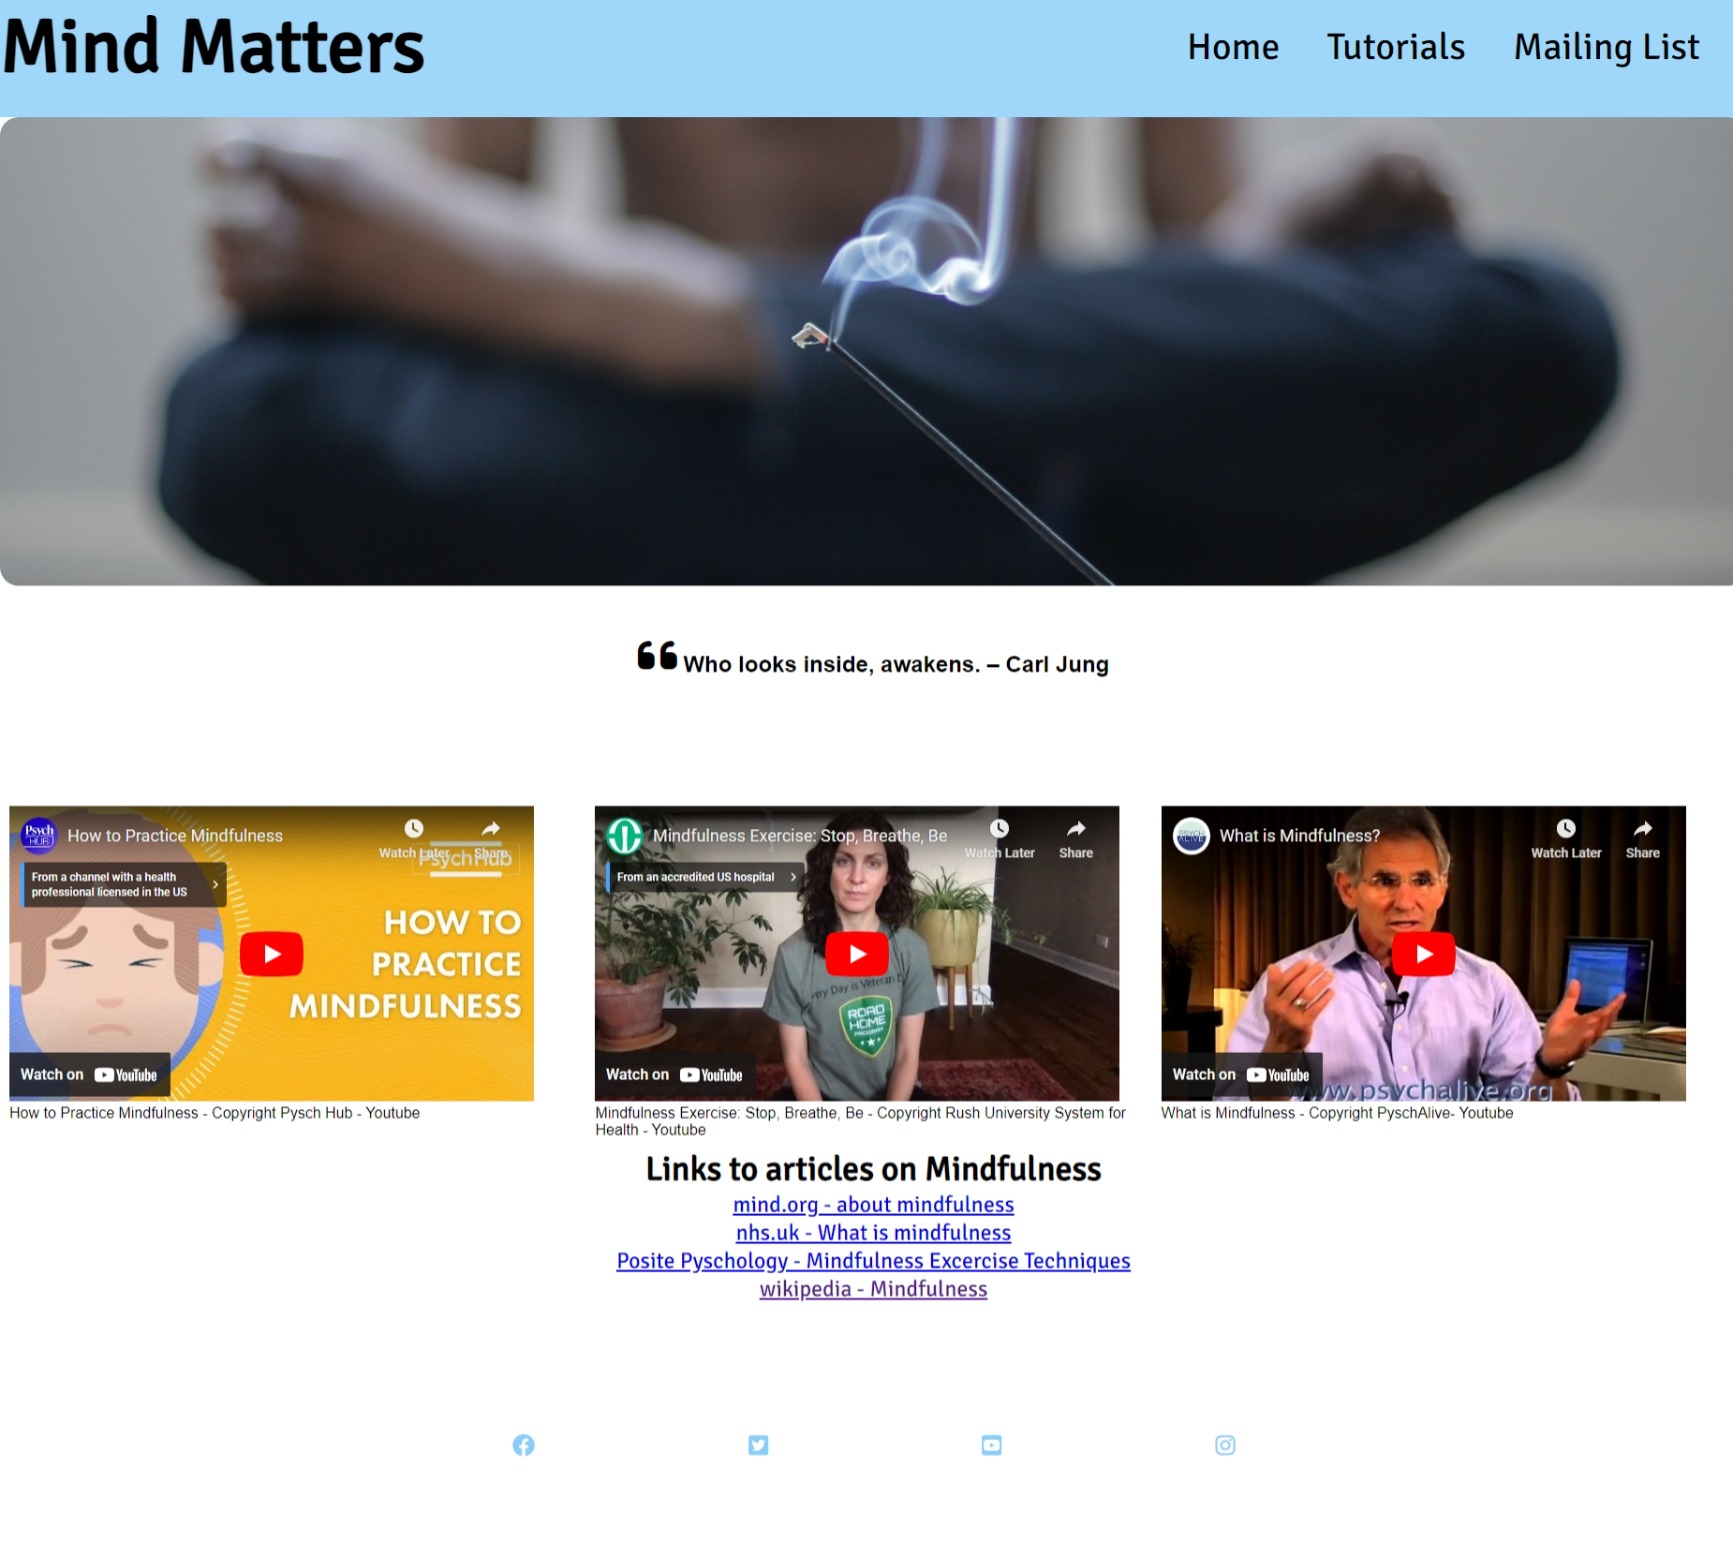 Mind Matters
Home Tutorials Mailing List
Who looks inside, awakens. – Carl Jung
Psych HUB
How to Practice Mindfulness
Watch Later
Share
PsychHub
From a channel with a health
professional licensed in the US
HOW TO
PRACTICE
MINDFULNESS
Watch on YouTube
How to Practice Mindfulness - Copyright Pysch Hub - Youtube
Mindfulness Exercise: Stop, Breathe, Be
Watch Later
Share
From an accredited US hospital
ery Day is Veteran
ROAD
HOME
PROGRAM
Watch on YouTube
Mindfulness Exercise: Stop, Breathe, Be - Copyright Rush University System for
Health - Youtube
PSYCH ALIVE
What is Mindfulness?
Watch Later
Share
Watch on YouTube
www.psychalive.org
What is Mindfulness - Copyright PyschAlive- Youtube
Links to articles on Mindfulness
mind.org - about mindfulness
nhs.uk - What is mindfulness
Posite Pyschology - Mindfulness Excercise Techniques
wikipedia - Mindfulness